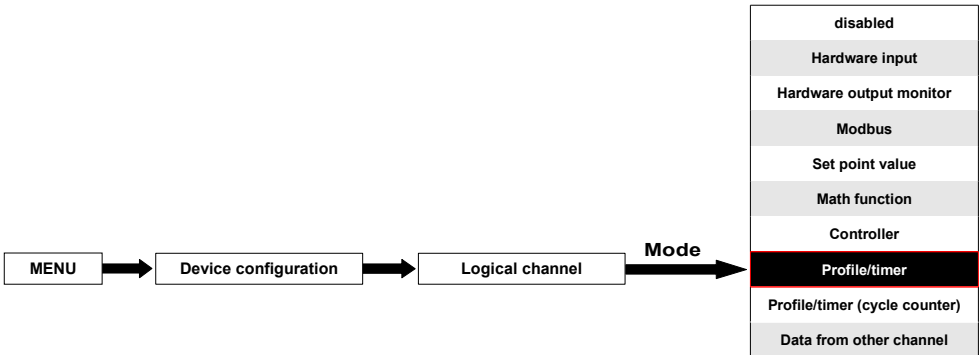 disabled
Hardware input
Hardware output monitor
Modbus
Set point value
Math function
Controller
MENU
Device configuration
Logical channel
Mode
Profile/timer
Profile/timer (cycle counter)
Data from other channel